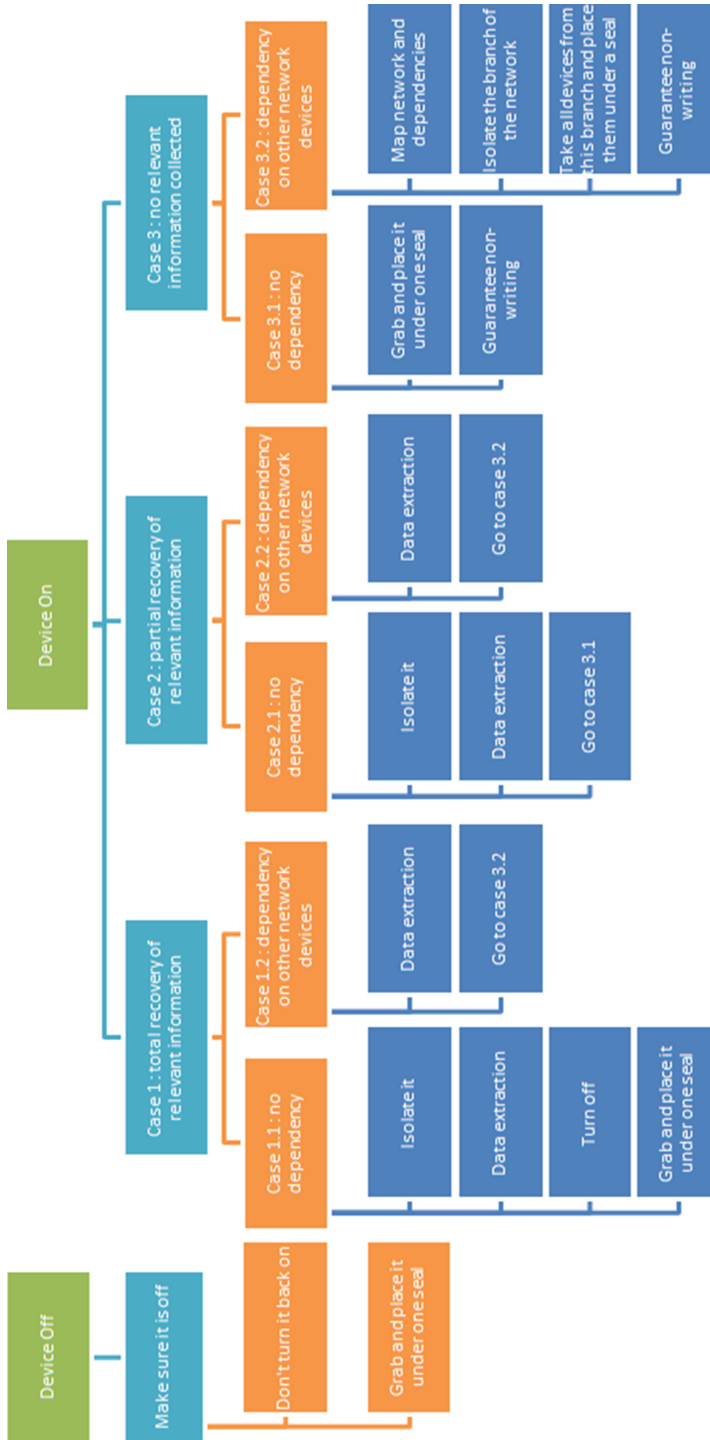 Device Off
Make sure it is off
Don't turn it back on
Grab and place it
under one seal
Device On
Case 1 : total recovery of
relevant information
Case 1.1 : no
dependency
Isolate it
Data extraction
Turn off
Grab and place it
under one seal
Case 1.2 : dependency
on other network
devices
Data extraction
Go to case 3.2
Case 2 : partial recovery of
relevant information
Case 2.1 : no
dependency
Isolate it
Data extraction
Go to case 3.1
Case 2.2 : dependency
on other network
devices
Data extraction
Go to case 3.2
Case 3 : no relevant
information collected
Case 3.1 : no
dependency
Grab and place it
under one seal
Guarantee non-
writing
Case 3.2 : dependency
on other network
devices
Map network and
dependencies
Isolate the branch of
the network
Take all devices from
this branch and place
them under a seal
Guarantee non-
writing